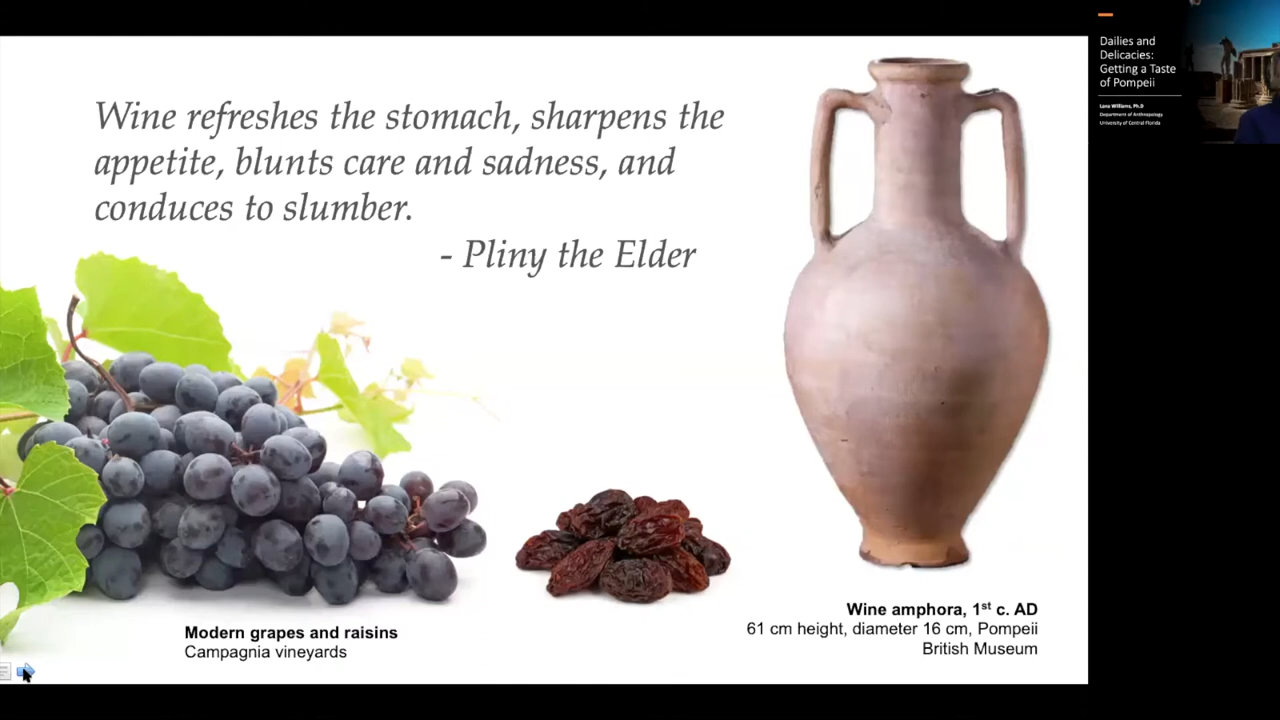 Wine refreshes the stomach, sharpens the
appetite, blunts care and sadness, and
conduces to slumber.
- Pliny the Elder
Modern grapes and raisins
Campagnia vineyards
Wine amphora, 1st c. AD
61 cm height, diameter 16 cm, Pompeii
British Museum
Dailies and
Delicacies:
Getting a Taste
of Pompeii
Lana Williams, Ph.D
Department of Anthropology
University of Central Florida